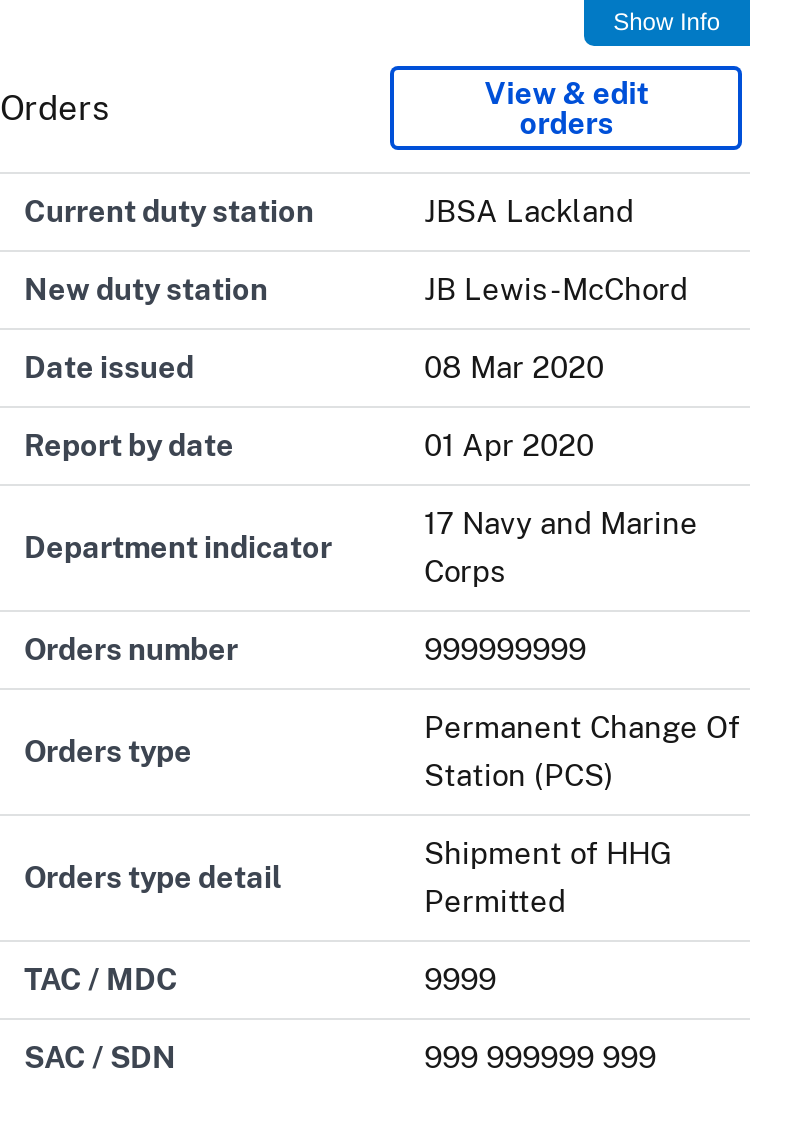 Show Info
Orders
View & edit
orders
Current duty station
JBSA Lackland
New duty station
JB Lewis-McChord
Date issued
08 Mar 2020
Report by date
01 Apr 2020
Department indicator
17 Navy and Marine
Corps
Orders number
999999999
Orders type
Permanent Change Of
Station (PCS)
Orders type detail
Shipment of HHG
Permitted
TAC / MDC
9999
SAC / SDN
999 999999 999